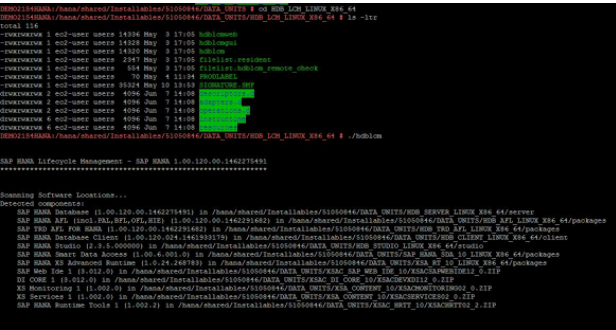 DEMO2154HANA:/hana/shared/Installables/51050846/DATA_UNITS # cd HDB_LCM_LINUX_X86_64
DEMO2154HANA:/hana/shared/Installables/51050846/DATA_UNITS/HDB_LCM_LINUX_X86_64 # ls -ltr
total 116
-rwxrwxrwx 1 ec2-user users 14336 May 3 17:05 hdblcmweb
-rwxrwxrwx 1 ec2-user users 14328 May 3 17:05 hdblcmgui
-rwxrwxrwx 1 ec2-user users 14320 May 3 17:05 hdblcm
-rwxrwxrwx 1 ec2-user users 2347 May 3 17:05 filelist.resident
-rwxrwxrwx 1 ec2-user users 554 May 3 17:05 filelist.hdblcm_remote_check
-rwxrwxrwx 1 ec2-user users 70 May 4 11:34 PRODLABEL
-rwxrwxrwx 1 ec2-user users 35324 May 10 13:53 SIGNATURE.SMF
drwxrwxrwx 2 ec2-user users 4096 Jun 7 14:08
drwxrwxrwx 2 ec2-user users 4096 Jun 7 14:08
drwxrwxrwx 2 ec2-user users 4096 Jun 7 14:08
drwxrwxrwx 6 ec2-user users 4096 Jun 7 14:08 instruntime
drwxrwxrwx 6 ec2-user users 4096 Jun 7 14:08 resources
DEMO2154HANA:/hana/shared/Installables/51050846/DATA_UNITS/HDB_LCM_LINUX_X86_64 # ./hdblcm
SAP HANA Lifecycle Management - SAP HANA 1.00.120.00.1462275491
Scanning Software Locations...
Detected components:
SAP HANA Database (1.00.120.00.1462275491) in /hana/shared/Installables/51050846/DATA_UNITS/HDB_SERVER_LINUX_X86_64/server
SAP HANA AFL (incl.PAL,BFL,OFL,HIE) (1.00.120.00.1462291682) in /hana/shared/Installables/51050846/DATA_UNITS/HDB_AFL_LINUX_X86_64/packages
SAP TRD AFL FOR HANA (1.00.120.00.1462291682) in /hana/shared/Installables/51050846/DATA_UNITS/HDB_TRD_AFL_LINUX_X86_64/packages
SAP HANA Database Client (1.00.120.024.1461933179) in /hana/shared/Installables/51050846/DATA_UNITS/HDB_CLIENT_LINUX_X86_64/client
SAP HANA Studio (2.3.5.000000) in /hana/shared/Installables/51050846/DATA_UNITS/HDB_STUDIO_LINUX_X86_64/studio
SAP HANA Smart Data Access (1.00.6.001.0) in /hana/shared/Installables/51050846/DATA_UNITS/SAP_HANA_SDA_10_LINUX_X86_64/packages
SAP HANA XS Advanced Runtime (1.0.24.268783) in /hana/shared/Installables/51050846/DATA_UNITS/XSA_RT_10_LINUX_X86_64/packages
SAP Web Ide 1 (3.012.0) in /hana/shared/Installables/51050846/DATA_UNITS/XSAC_SAP_WEB_IDE_10/XSACSAPWEBIDE12_0.ZIP
DI CORE 1 (3.012.0) in /hana/shared/Installables/51050846/DATA_UNITS/XSAC_DI_CORE_10/XSACDEVXDI12_0.ZIP
XS Monitoring 1 (1.002.0) in /hana/shared/Installables/51050846/DATA_UNITS/XSA_CONTENT_10/XSACMONITORING02_0.ZIP
XS Services 1 (1.002.0) in /hana/shared/Installables/51050846/DATA_UNITS/XSA_CONTENT_10/XSACSERVICES02_0.ZIP
SAP HANA Runtime Tools 1 (1.002.2) in /hana/shared/Installables/51050846/DATA_UNITS/XSAC_HRTT_10/XSACHRTT02_2.ZIP